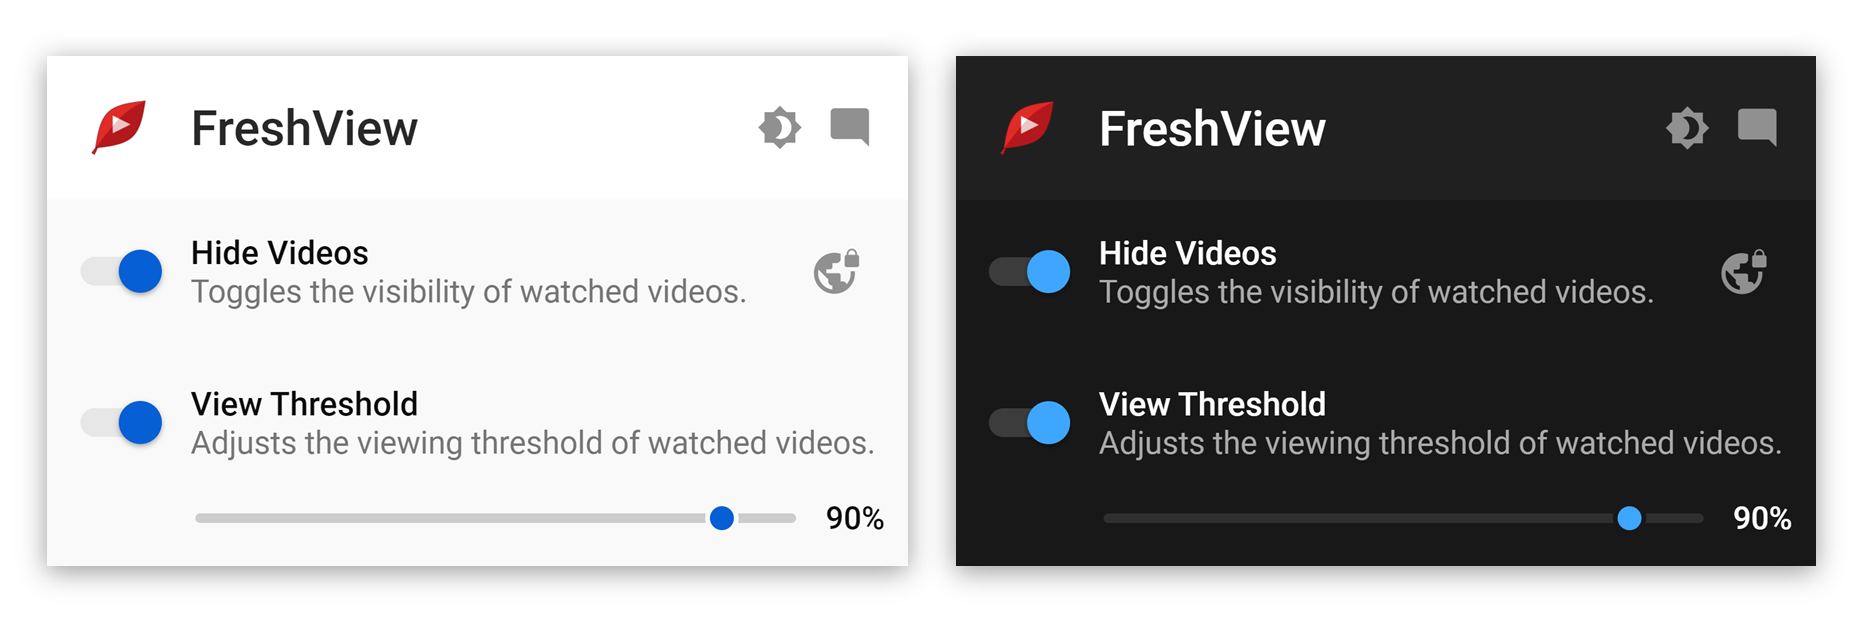 FreshView
Hide Videos
Toggles the visibility of watched videos.
View Threshold
Adjusts the viewing threshold of watched videos.
90%
FreshView
Hide Videos
Toggles the visibility of watched videos.
View Threshold
Adjusts the viewing threshold of watched videos.
90%